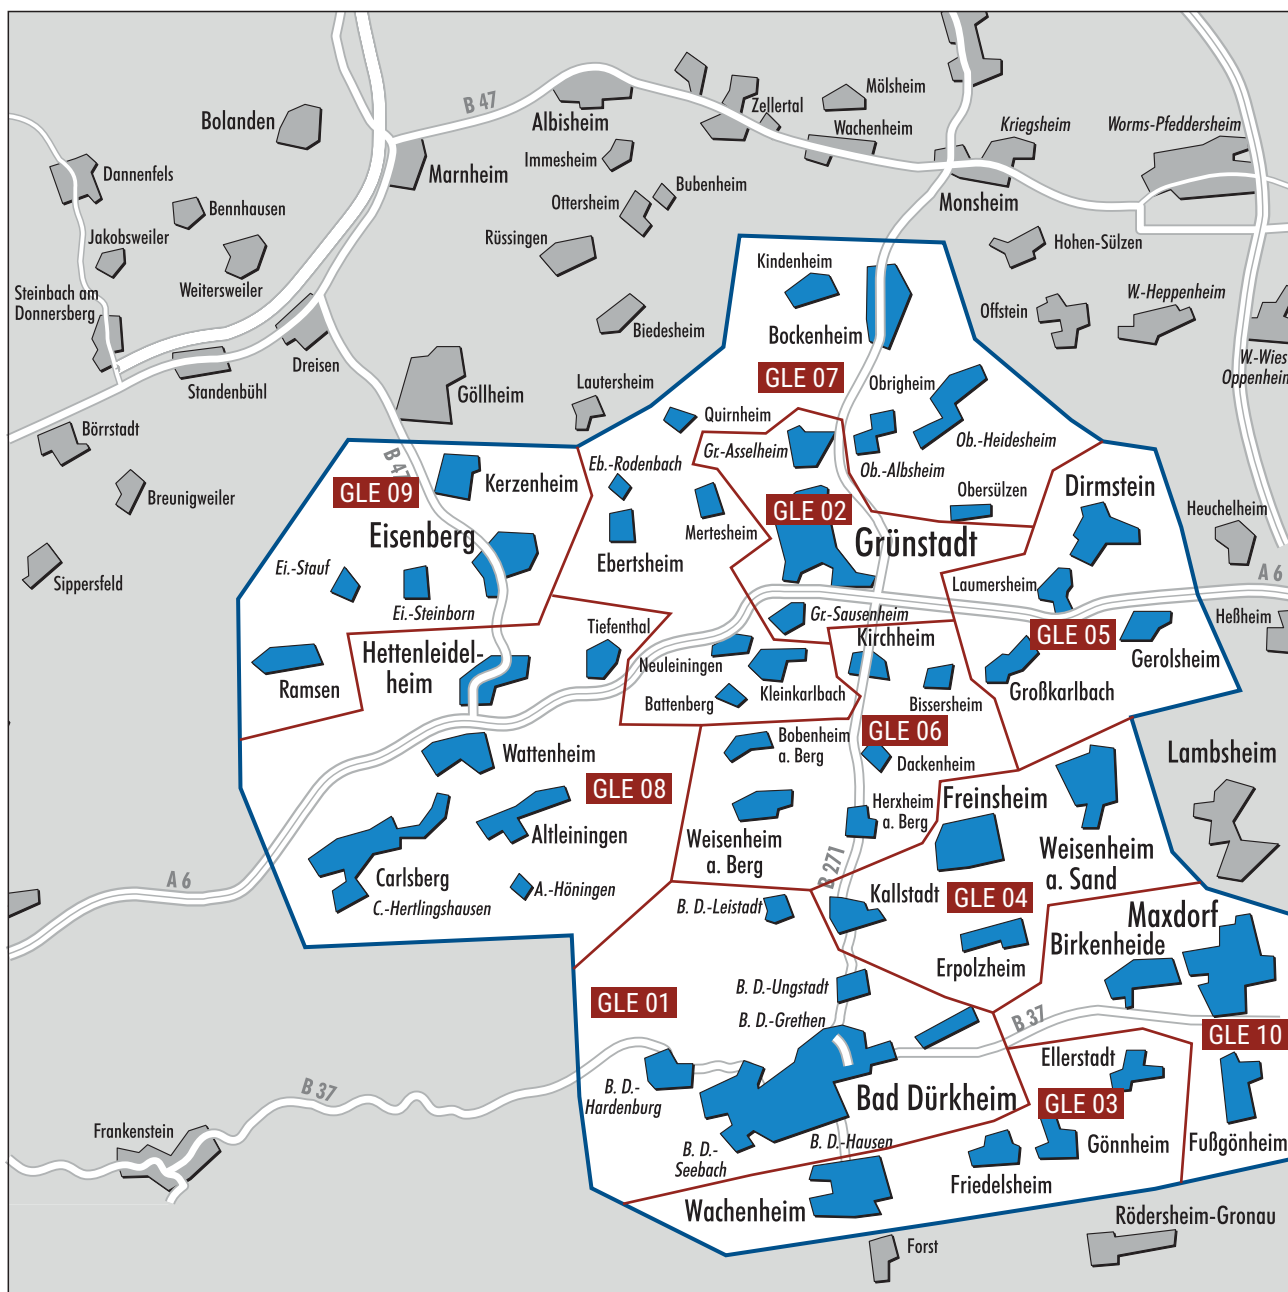 B 47
Bolanden
Albisheim
Mölsheim
Zellertal
Wachenheim
Kriegsheim
Worms-Pfeddersheim
Dannenfels
Marnheim
Immesheim
Bubenheim
Ottersheim
Monsheim
Bennhausen
Jakobsweiler
Rüssingen
Hohen-Sülzen
Weitersweiler
Steinbach am
Donnersberg
Kindenheim
W.-Heppenheim
Offstein
Biedesheim
Bockenheim
W.-Wies
Oppenheim
Dreisen
Standenbühl
Göllheim
Lautersheim
GLE 07
Obrigheim
Quirnheim
Börrstadt
Gr.-Asselheim
Ob.-Heidesheim
B 47
Eb.-Rodenbach
Ob.-Albsheim
Kerzenheim
GLE 09
Obersülzen
Dirmstein
Breunigweiler
GLE 02
Heuchelheim
Mertesheim
Eisenberg
Grünstadt
Ebertsheim
Ei.-Stauf
Sippersfeld
Laumersheim
A 6
Ei.-Steinborn
Gr.-Sausenheim
Heßheim
Tiefenthal
Kirchheim
GLE 05
Hettenleidel-
heim
Neuleiningen
Gerolsheim
Ramsen
Kleinkarlbach
Großkarlbach
Battenberg
Bissersheim
GLE 06
Bobenheim
a. Berg
Wattenheim
Dackenheim
Lambsheim
GLE 08
Freinsheim
Herxheim
a. Berg
Altleiningen
Weisenheim
a. Berg
Weisenheim
a. Sand
B 271
A 6
Carlsberg
A.-Höningen
C.-Hertlingshausen
Kallstadt
GLE 04
B. D.-Leistadt
Maxdorf
Birkenheide
Erpolzheim
B. D.-Ungstadt
GLE 01
B. D.-Grethen
B 37
GLE 10
Ellerstadt
B 37
B. D.-
Hardenburg
Bad Dürkheim
GLE 03
Frankenstein
B. D.-Hausen
Gönnheim
Fußgönheim
B. D.-
Seebach
Friedelsheim
Wachenheim
Rödersheim-Gronau
Forst